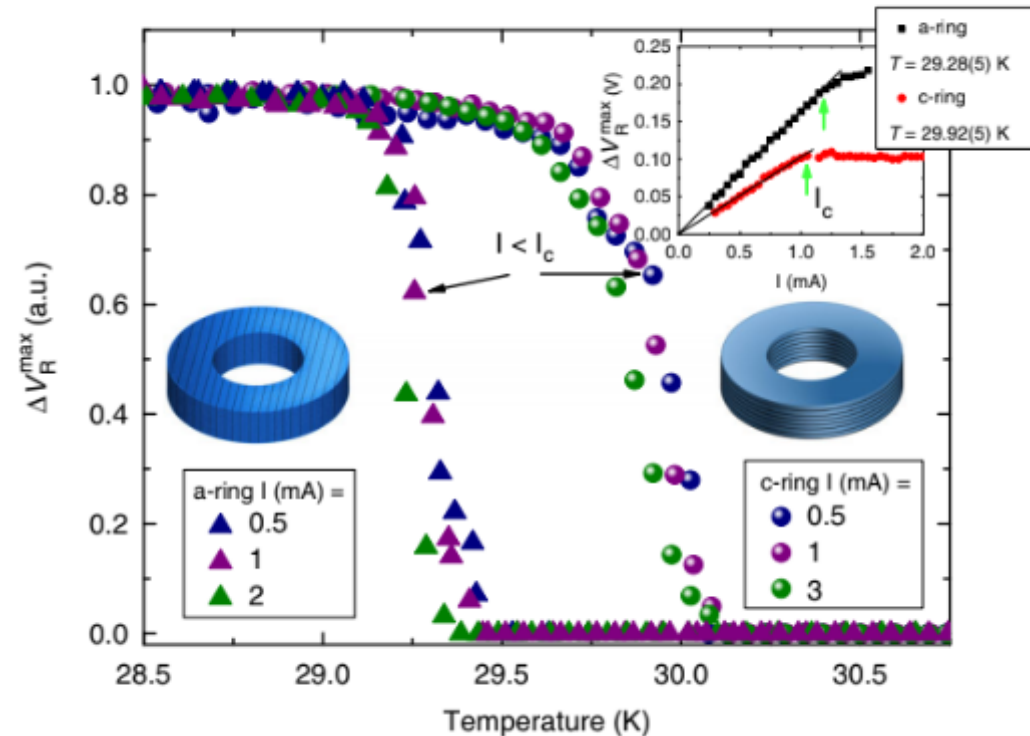 ΔV_R^max (a.u.)
1.0
0.8
0.6
0.4
0.2
0.0
28.5
29.0
29.5
30.0
30.5
Temperature (K)
I < I_c
a-ring I (mA) =
0.5
1
2
c-ring I (mA) =
0.5
1
3
ΔV_R^max (V)
0.25
0.20
0.15
0.10
0.05
0.00
0.0
0.5
1.0
1.5
2.0
I (mA)
I_c
a-ring
T = 29.28(5) K
c-ring
T = 29.92(5) K